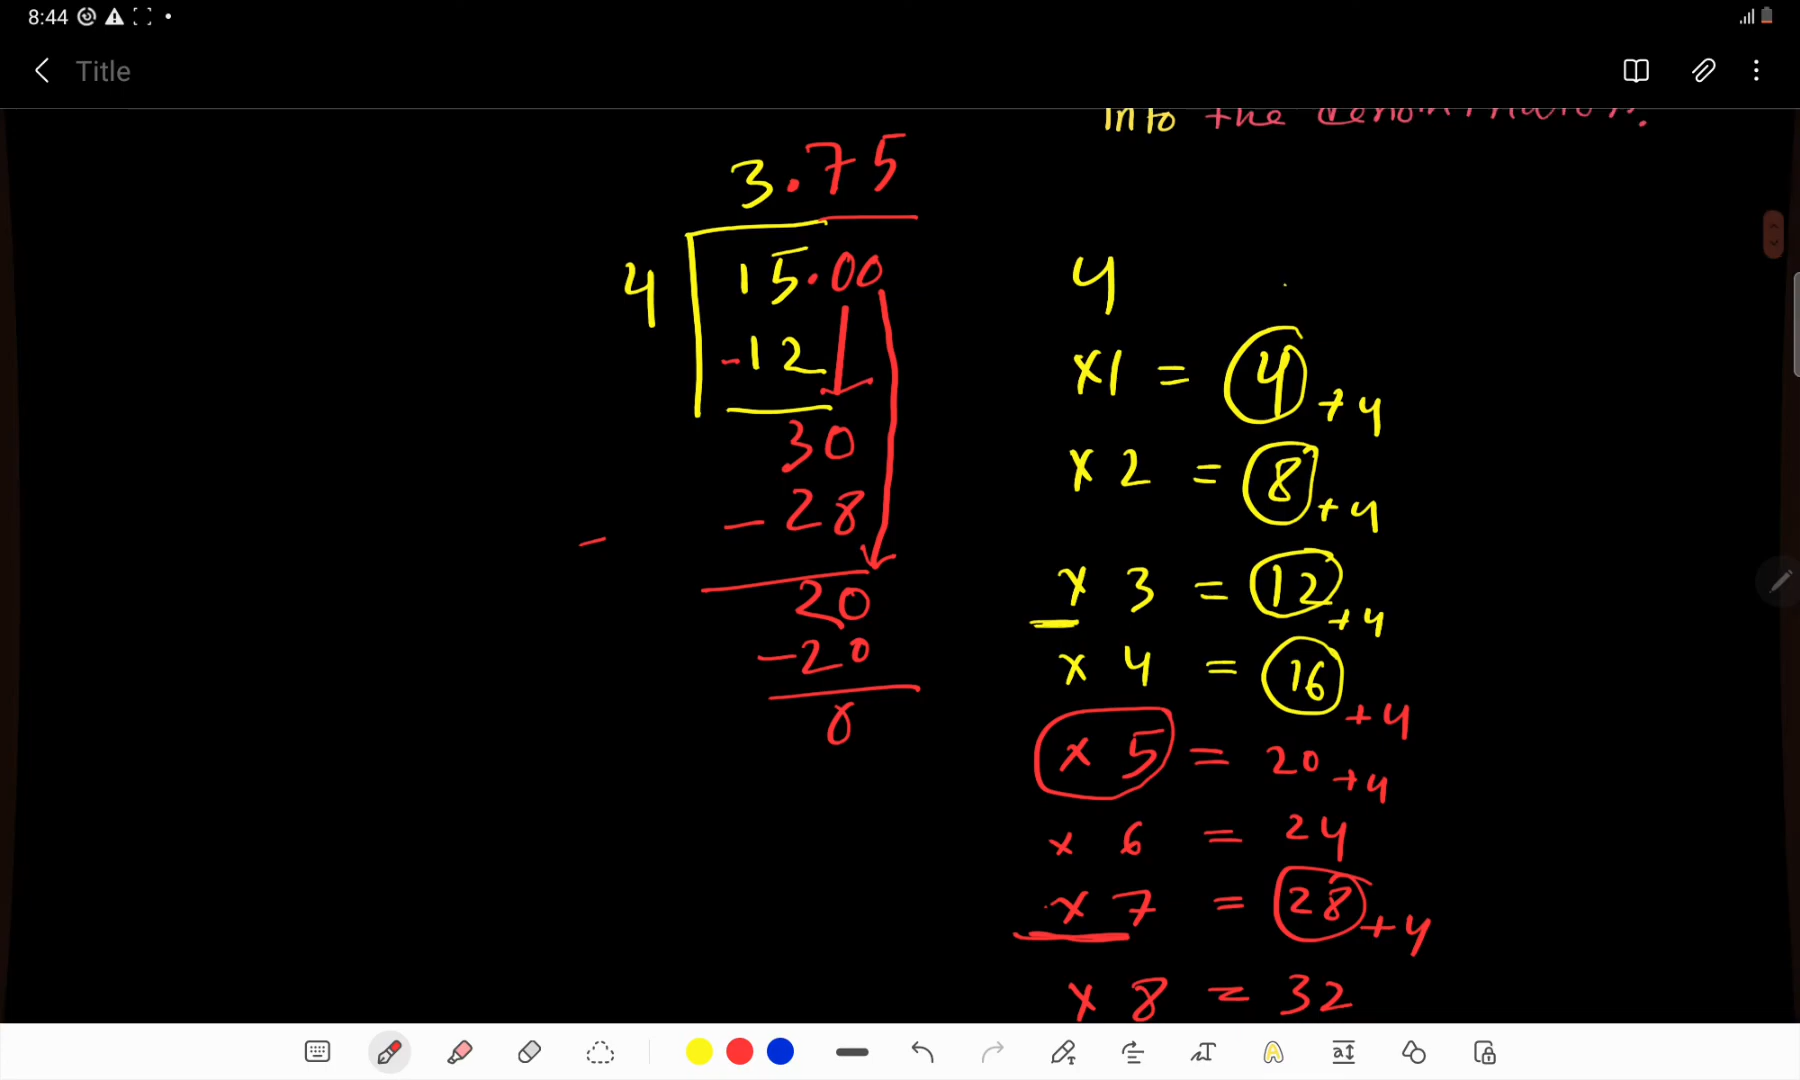 8:44
Title
into the denominator.
3.75
4 15.00
-12
30
- 28
-
20
-20
0
4
x1 = 4 +4
x 2 = 8 +4
x 3 = 12 +4
x 4 = 16 +4
x 5 = 20 +4
x 6 = 24
x 7 = 28 +4
x 8 = 32